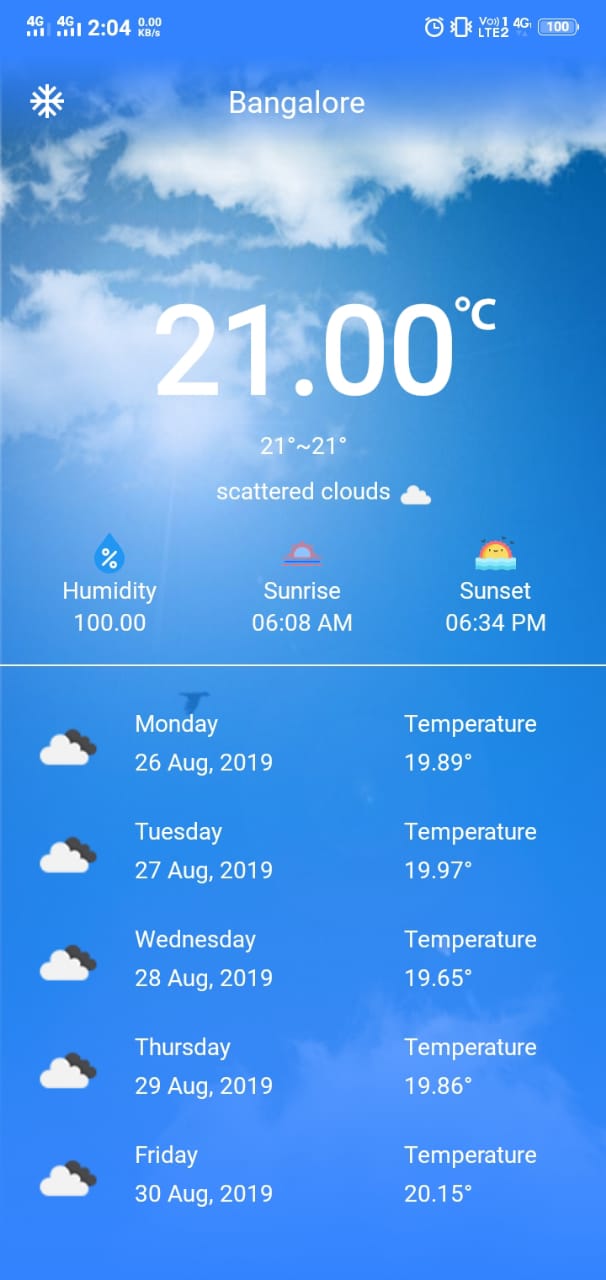 4G 4G 2:04 0.00 KB/s Vo)) 1 LTE2 4G 100
Bangalore
21.00°C
21°~21°
scattered clouds
%
Humidity Sunrise Sunset
100.00 06:08 AM 06:34 PM
Monday Temperature
26 Aug, 2019 19.89°
Tuesday Temperature
27 Aug, 2019 19.97°
Wednesday Temperature
28 Aug, 2019 19.65°
Thursday Temperature
29 Aug, 2019 19.86°
Friday Temperature
30 Aug, 2019 20.15°